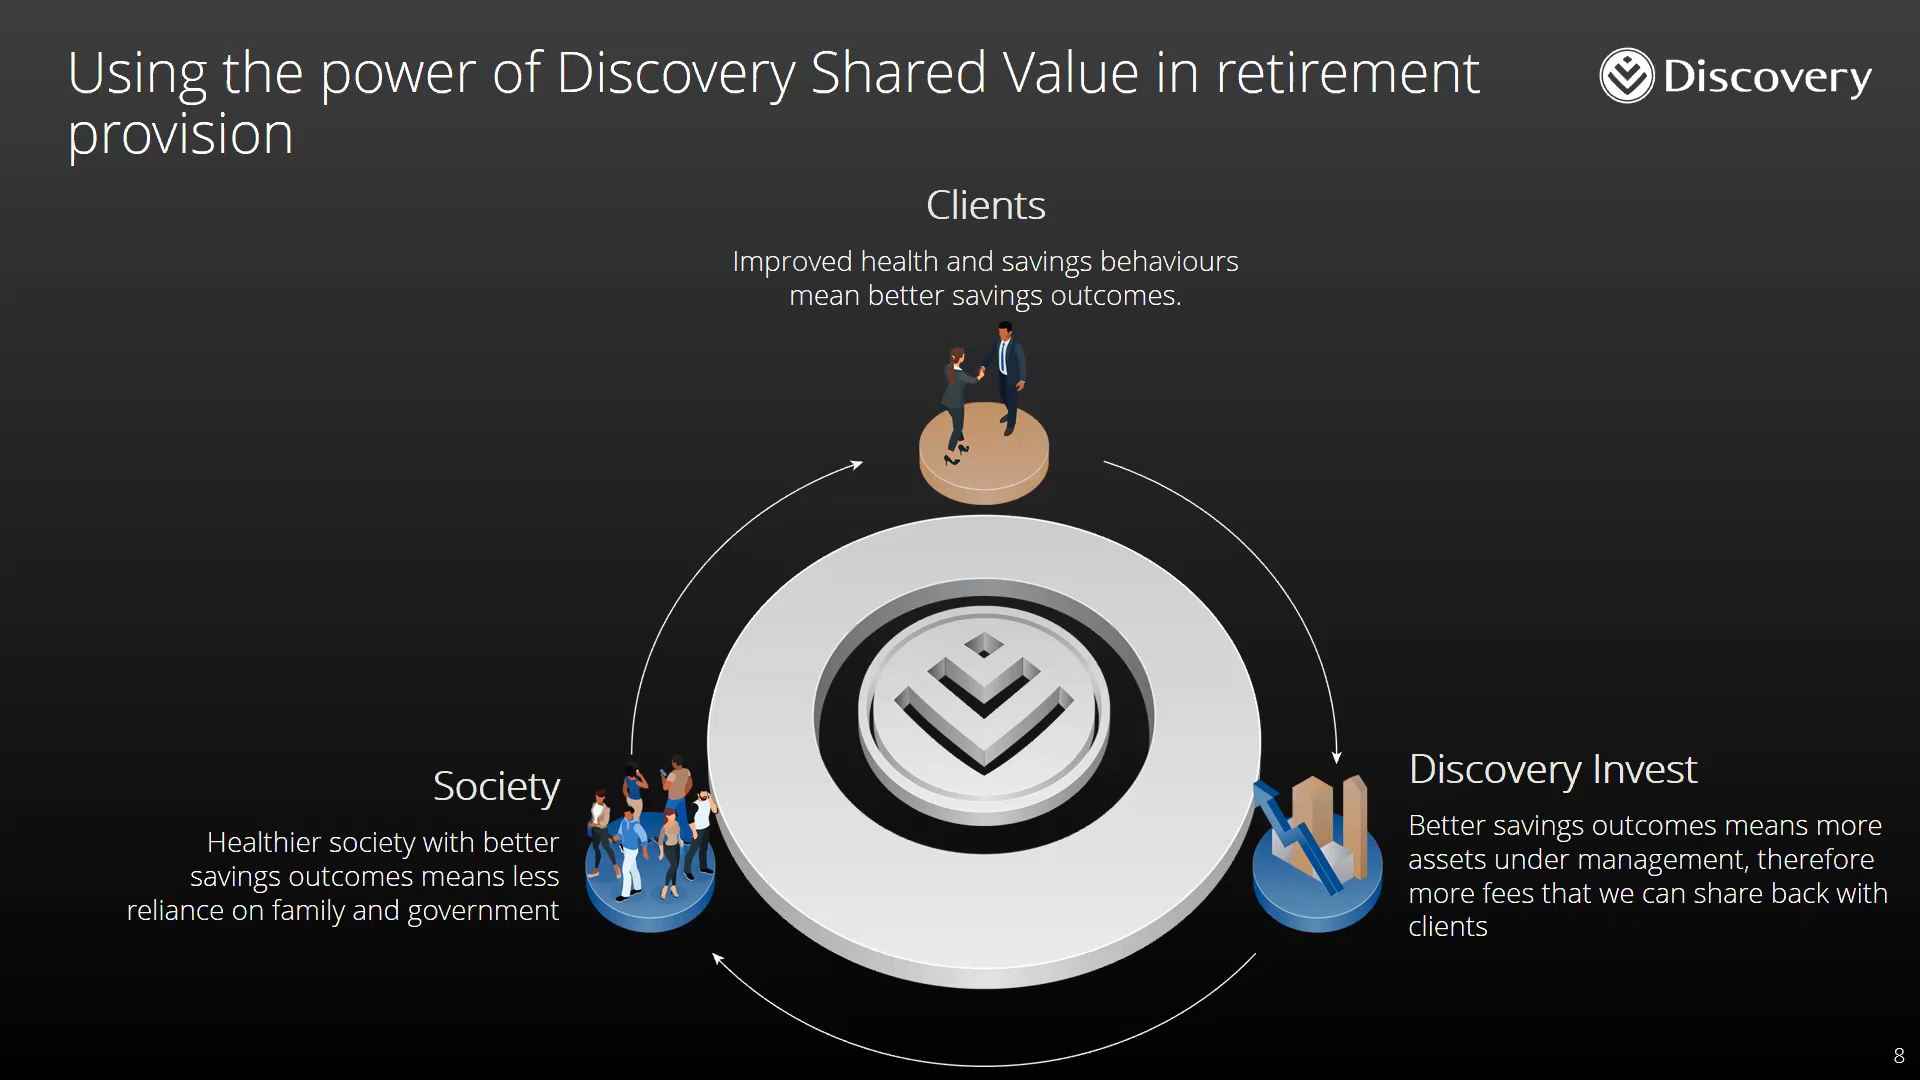 Using the power of Discovery Shared Value in retirement
provision
Discovery
Clients
Improved health and savings behaviours
mean better savings outcomes.
Society
Healthier society with better
savings outcomes means less
reliance on family and government
Discovery Invest
Better savings outcomes means more
assets under management, therefore
more fees that we can share back with
clients
8